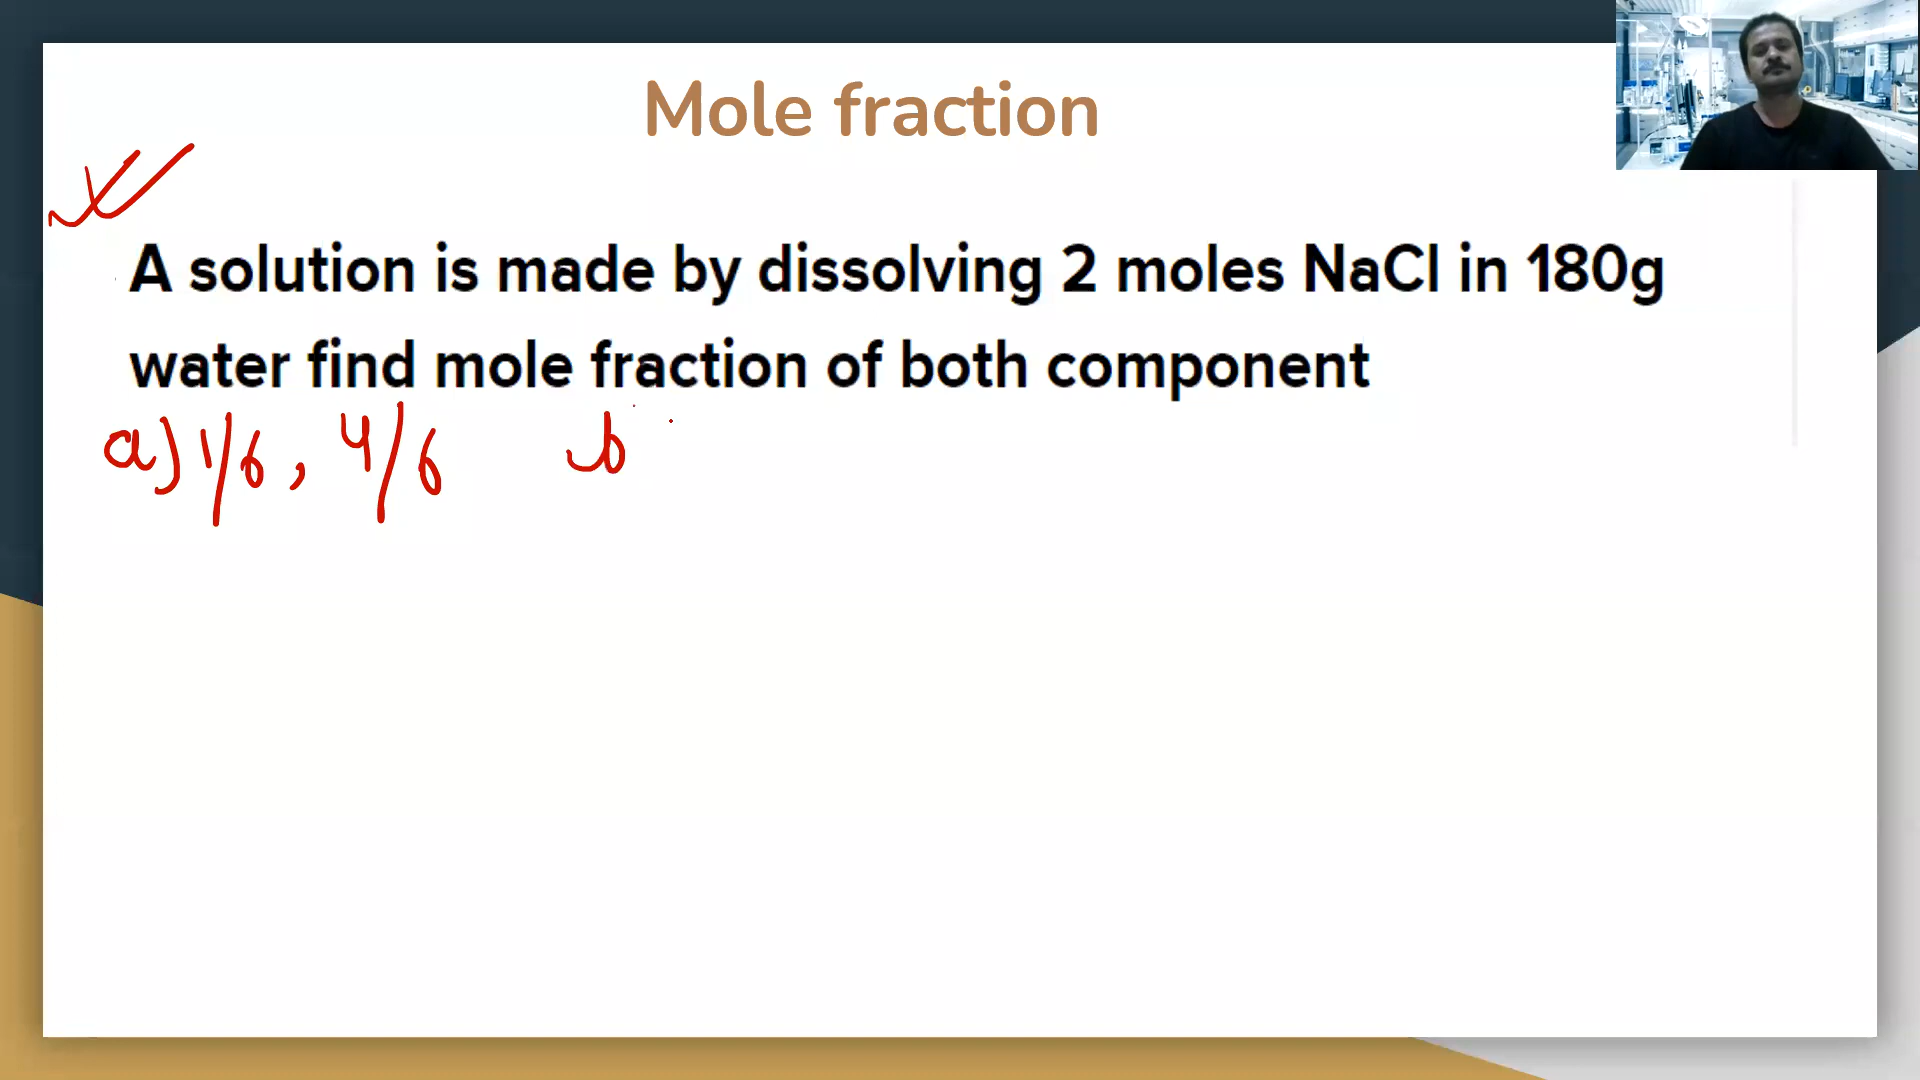 Mole fraction
A solution is made by dissolving 2 moles NaCl in 180g
water find mole fraction of both component
a) 1/6, 4/6 b